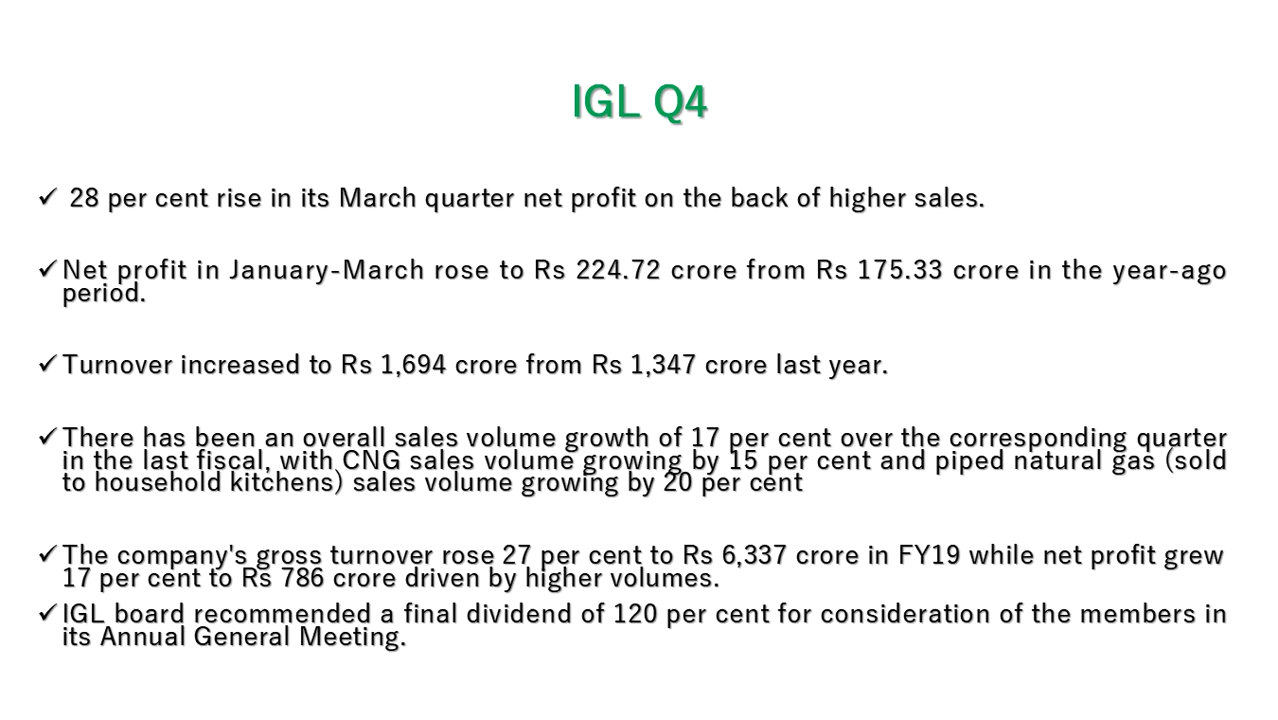 IGL Q4
✓ 28 per cent rise in its March quarter net profit on the back of higher sales.
✓ Net profit in January-March rose to Rs 224.72 crore from Rs 175.33 crore in the year-ago
period.
✓ Turnover increased to Rs 1,694 crore from Rs 1,347 crore last year.
✓ There has been an overall sales volume growth of 17 per cent over the corresponding quarter
in the last fiscal, with CNG sales volume growing by 15 per cent and piped natural gas (sold
to household kitchens) sales volume growing by 20 per cent
✓ The company's gross turnover rose 27 per cent to Rs 6,337 crore in FY19 while net profit grew
17 per cent to Rs 786 crore driven by higher volumes.
✓ IGL board recommended a final dividend of 120 per cent for consideration of the members in
its Annual General Meeting.